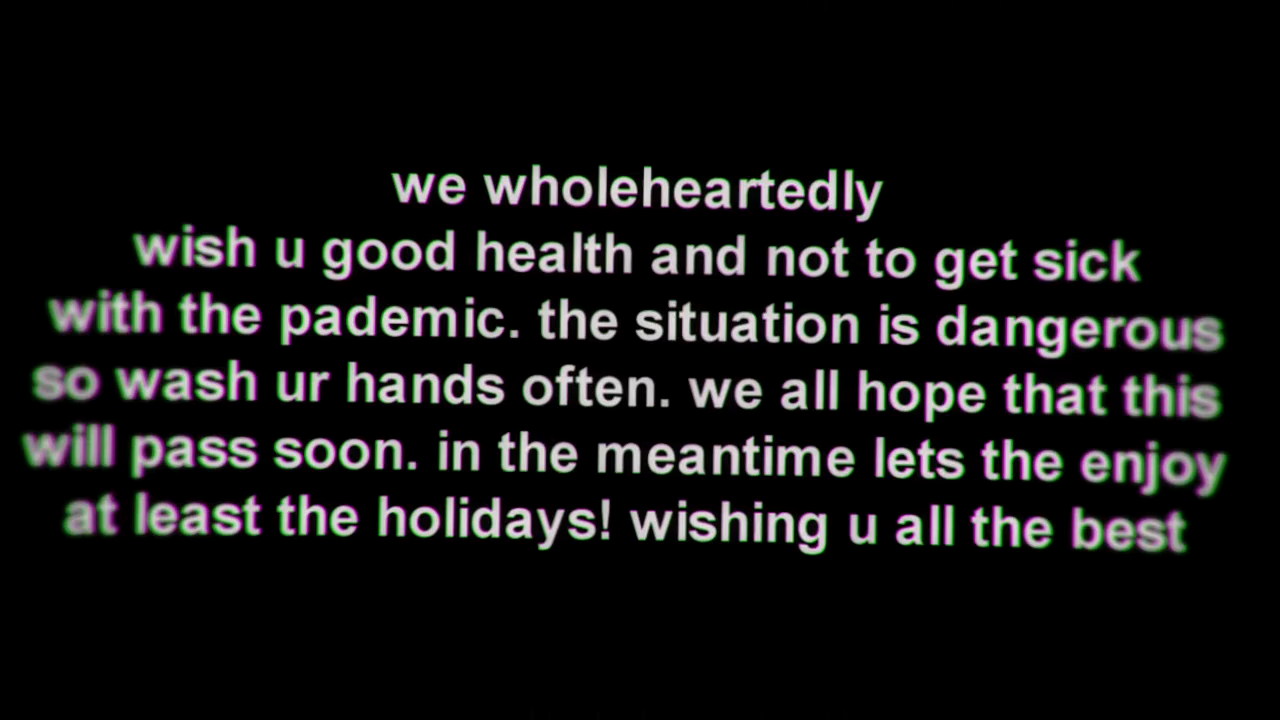 we wholeheartedly
wish u good health and not to get sick
with the pademic. the situation is dangerous
so wash ur hands often. we all hope that this
will pass soon. in the meantime lets the enjoy
at least the holidays! wishing u all the best